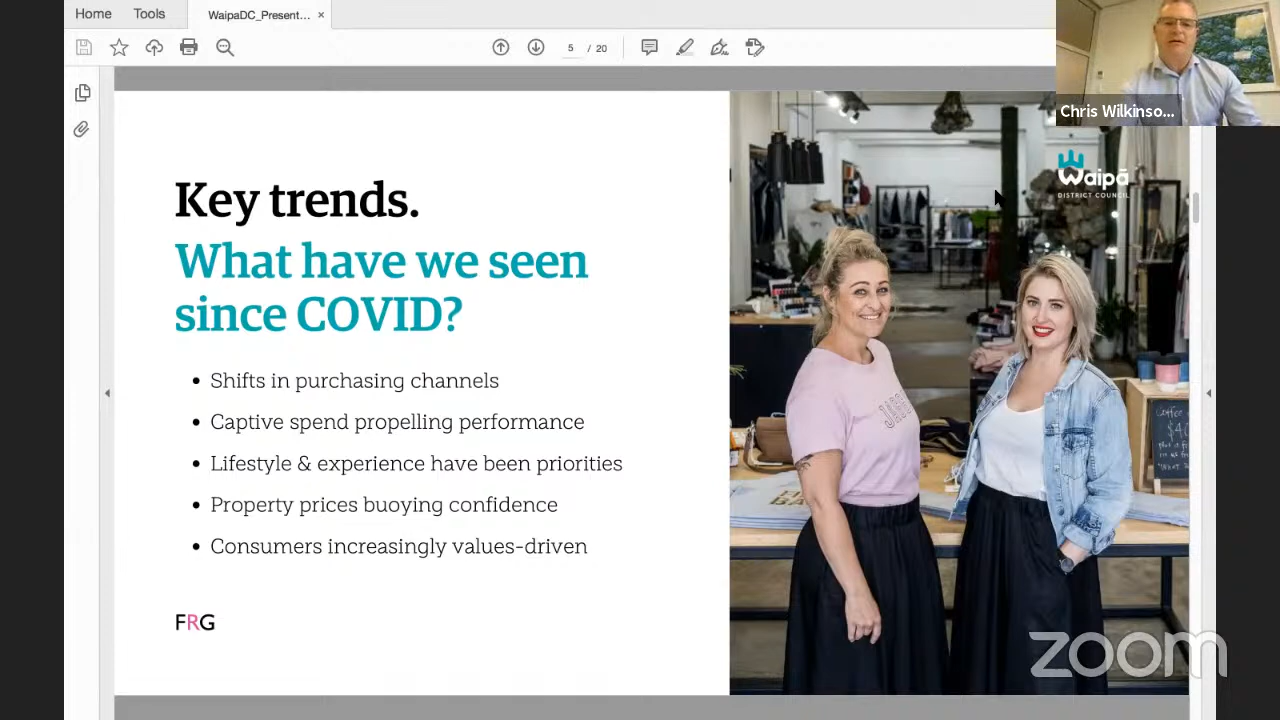 Home
Tools
WaipaDC_Present... ×
5 / 20
Chris Wilkinso...
Waipā
DISTRICT COUNCIL
Key trends.
What have we seen
since COVID?
• Shifts in purchasing channels
• Captive spend propelling performance
• Lifestyle & experience have been priorities
• Property prices buoying confidence
• Consumers increasingly values-driven
FRG
zoom